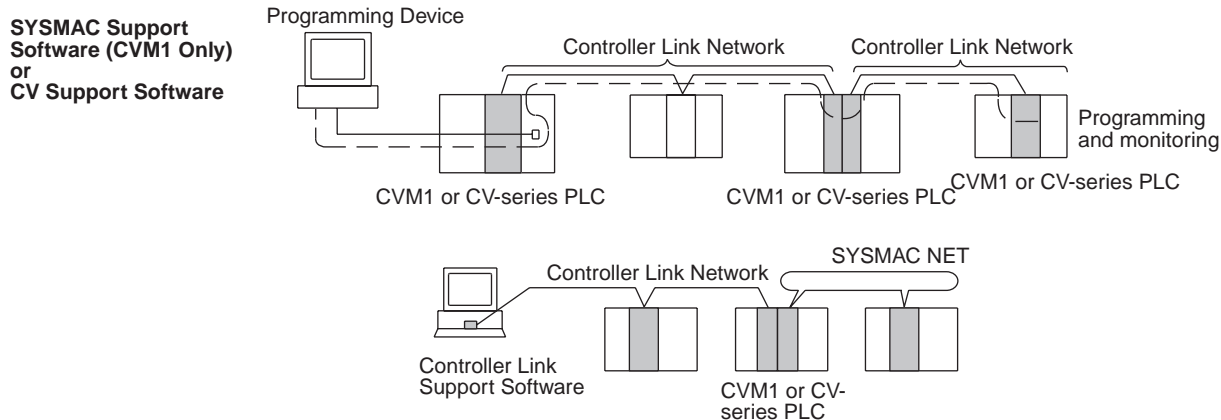 SYSMAC Support
Software (CVM1 Only)
or
CV Support Software
Programming Device
Controller Link Network
Controller Link Network
Programming
and monitoring
CVM1 or CV-series PLC
CVM1 or CV-series PLC
CVM1 or CV-series PLC
SYSMAC NET
Controller Link Network
Controller Link
Support Software
CVM1 or CV-
series PLC